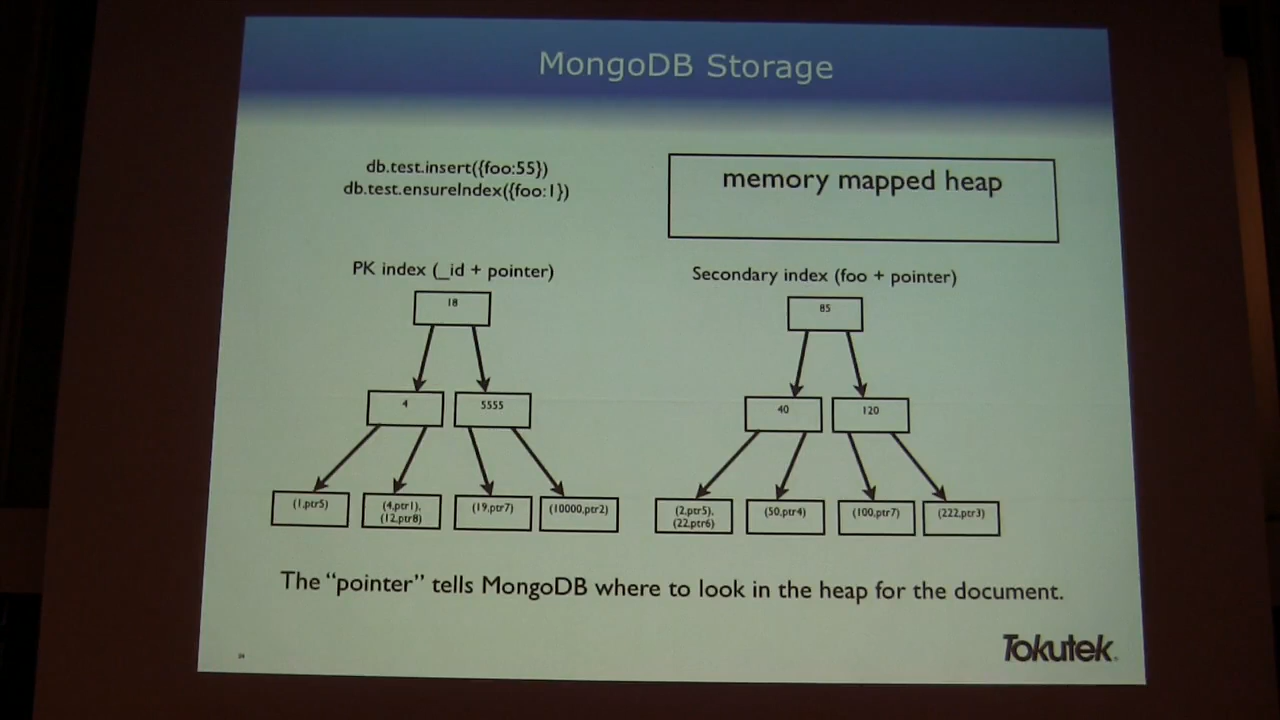 MongoDB Storage
db.test.insert({foo:55})
db.test.ensureIndex({foo:1})
memory mapped heap
PK index (_id + pointer)
18
4
5555
(1,ptr5)
(4,ptr1),
(12,ptr8)
(19,ptr7)
(10000,ptr2)
Secondary index (foo + pointer)
85
40
120
(2,ptr5),
(22,ptr6)
(50,ptr4)
(100,ptr7)
(222,ptr3)
The “pointer” tells MongoDB where to look in the heap for the document.
Tokutek